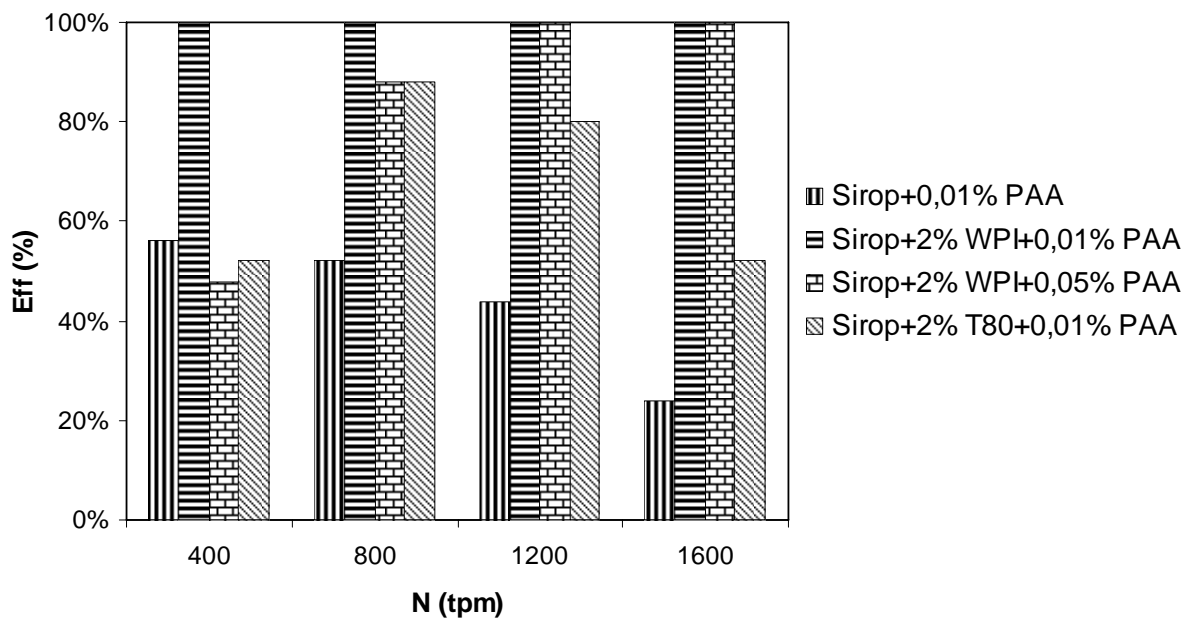 100%
80%
60%
40%
20%
0%
Eff (%)
400 800 1200 1600
N (tpm)
Sirop+0,01% PAA
Sirop+2% WPI+0,01% PAA
Sirop+2% WPI+0,05% PAA
Sirop+2% T80+0,01% PAA